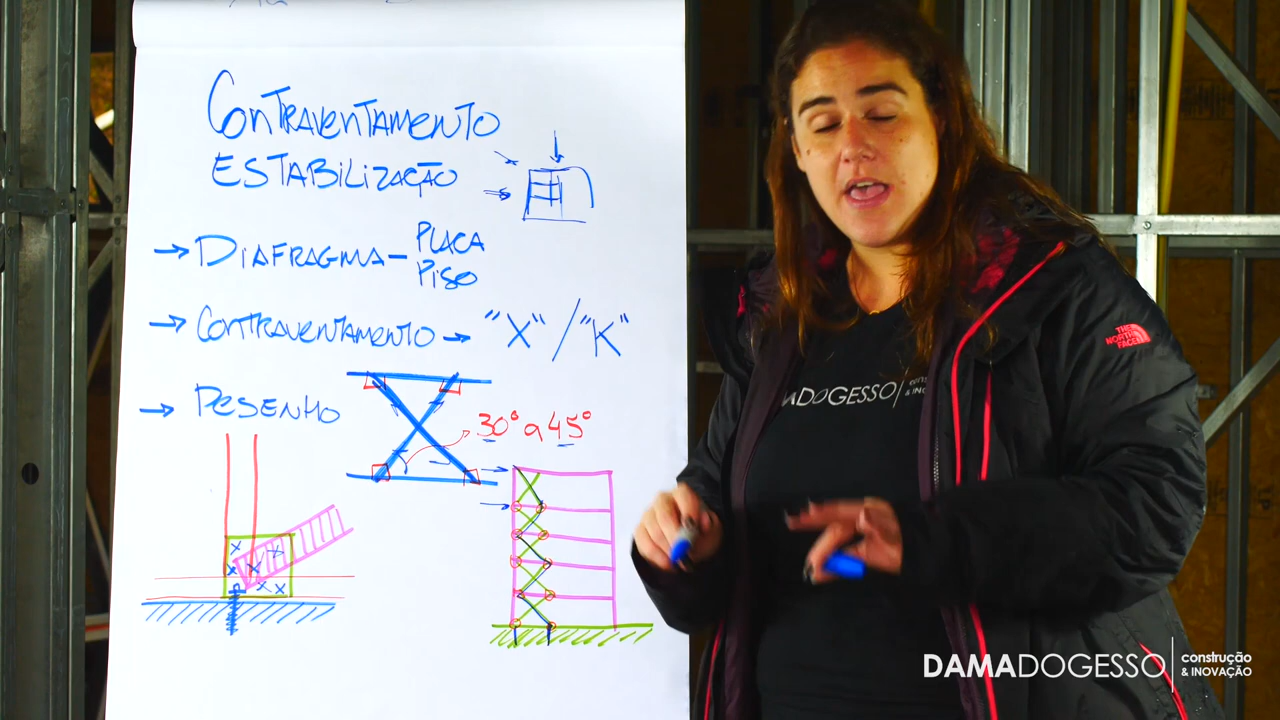 CONTRAVENTAMENTO
ESTABILIZAÇÃO
→ DIAFRAGMA - PLACA
PISO
→ CONTRAVENTAMENTO → "X" / "K"
→ DESENHO
30° a 45°
x x
x x
x x
THE
NORTH
FACE
DAMADOGESSO
DAMADOGESSO
construção
& INOVAÇÃO